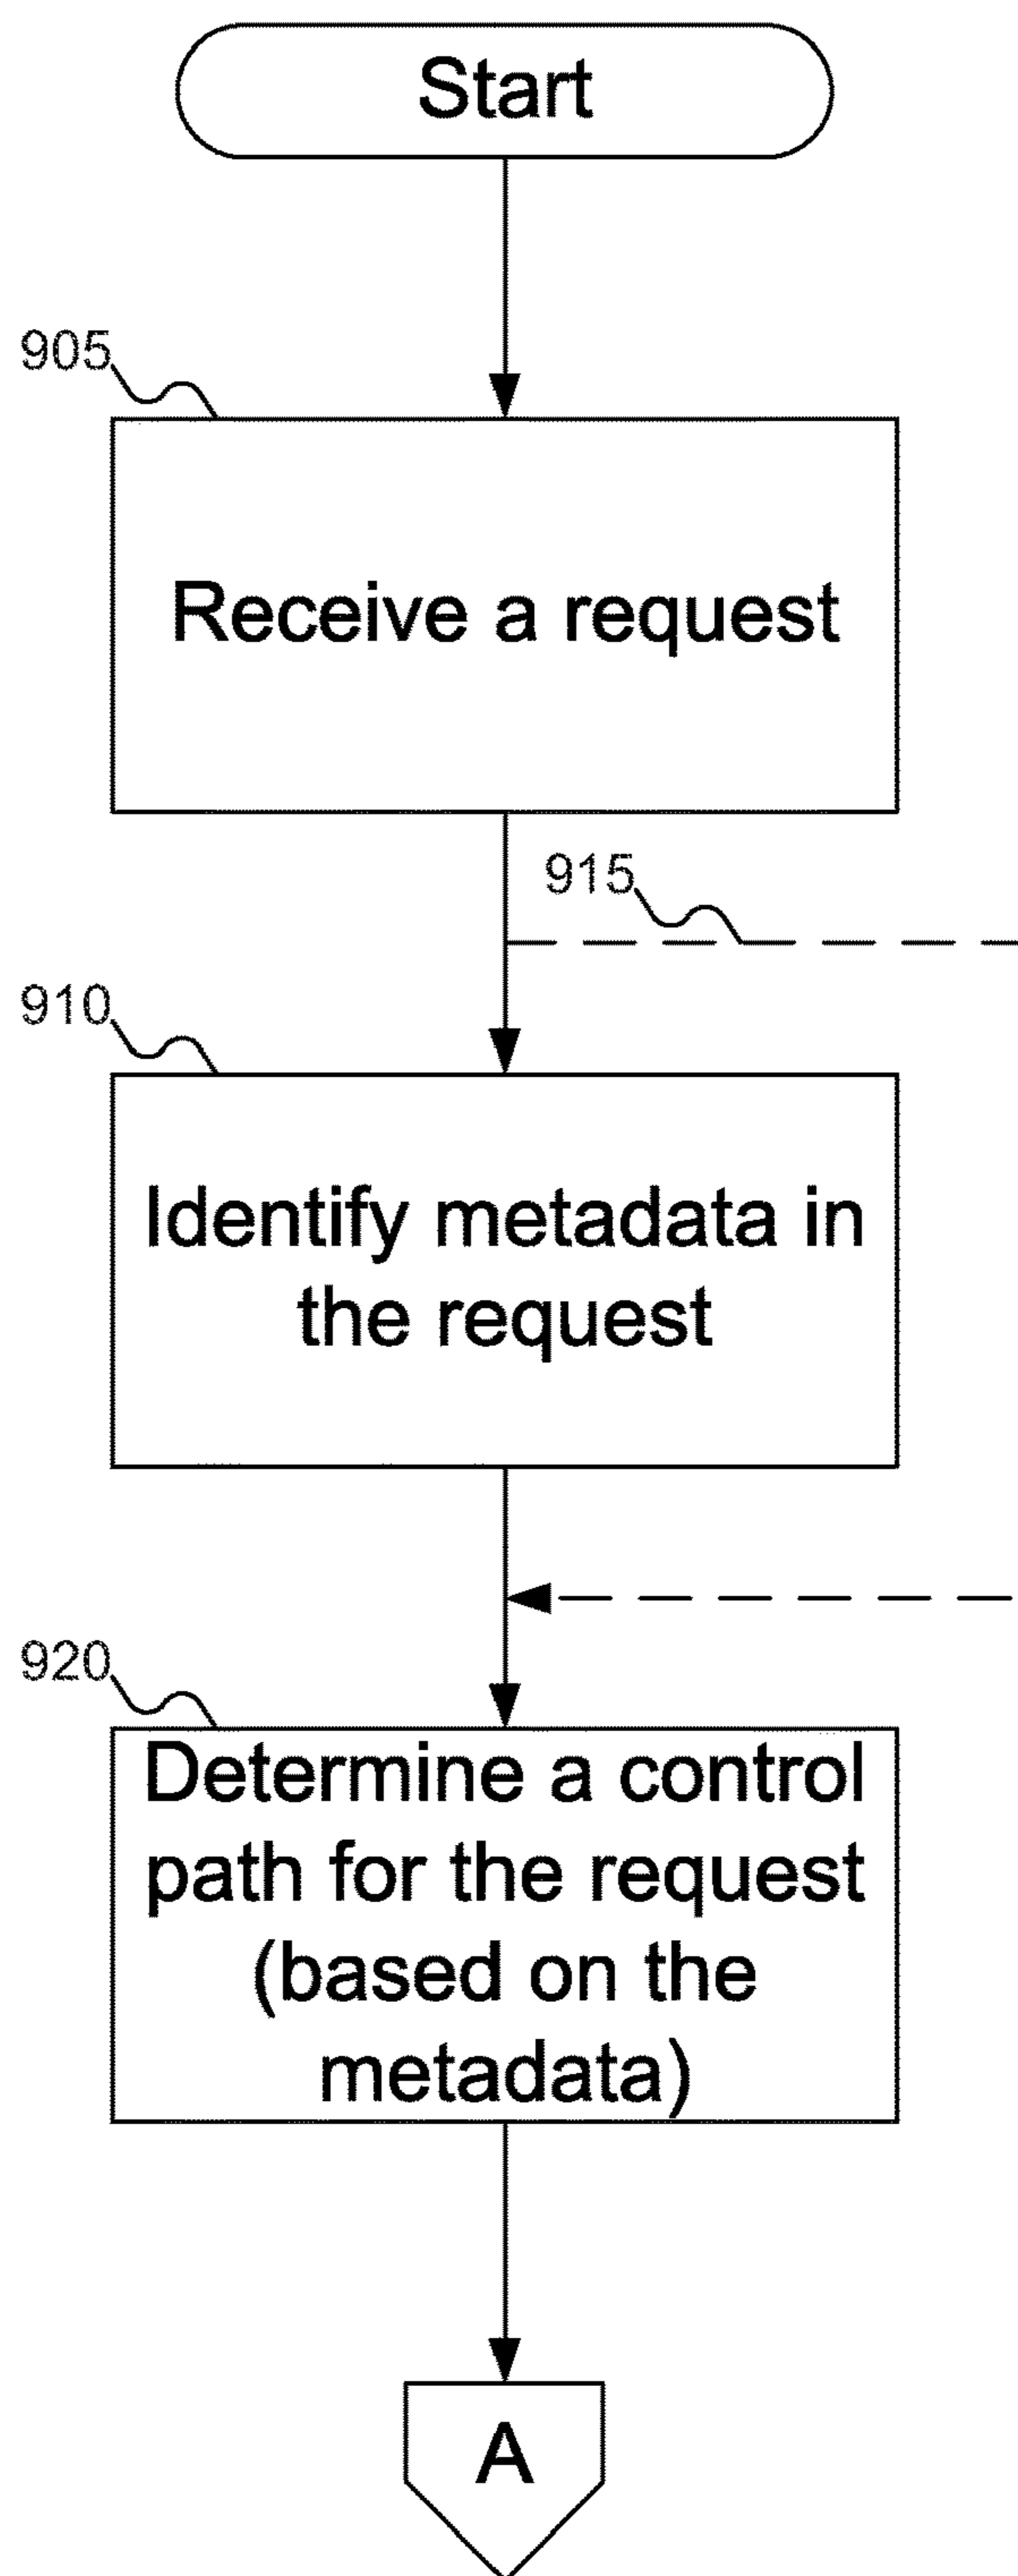 Start
905
Receive a request
915
910
Identify metadata in
the request
920
Determine a control
path for the request
(based on the
metadata)
A